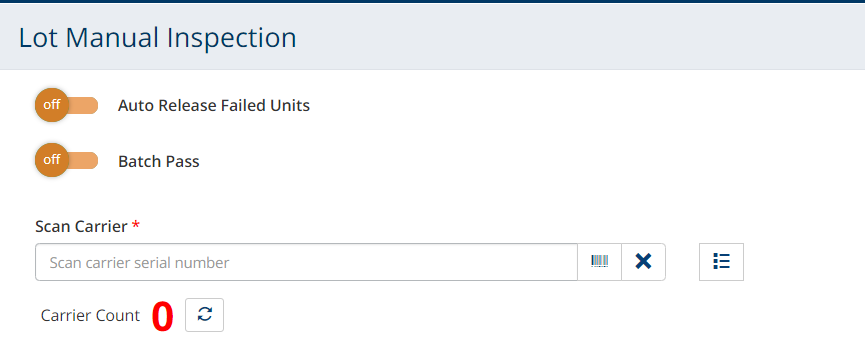 Lot Manual Inspection
off Auto Release Failed Units
off Batch Pass
Scan Carrier *
Scan carrier serial number
Carrier Count 0